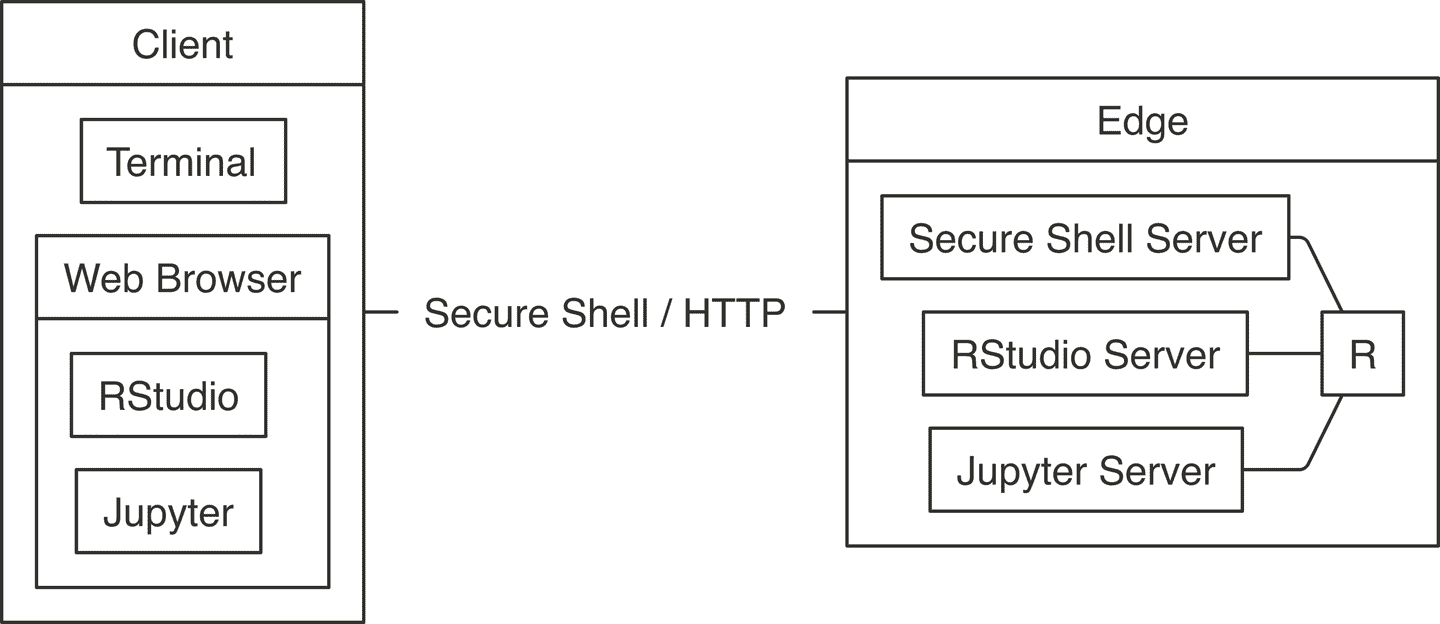 Client
Terminal
Web Browser
RStudio
Jupyter
Secure Shell / HTTP
Edge
Secure Shell Server
RStudio Server
Jupyter Server
R